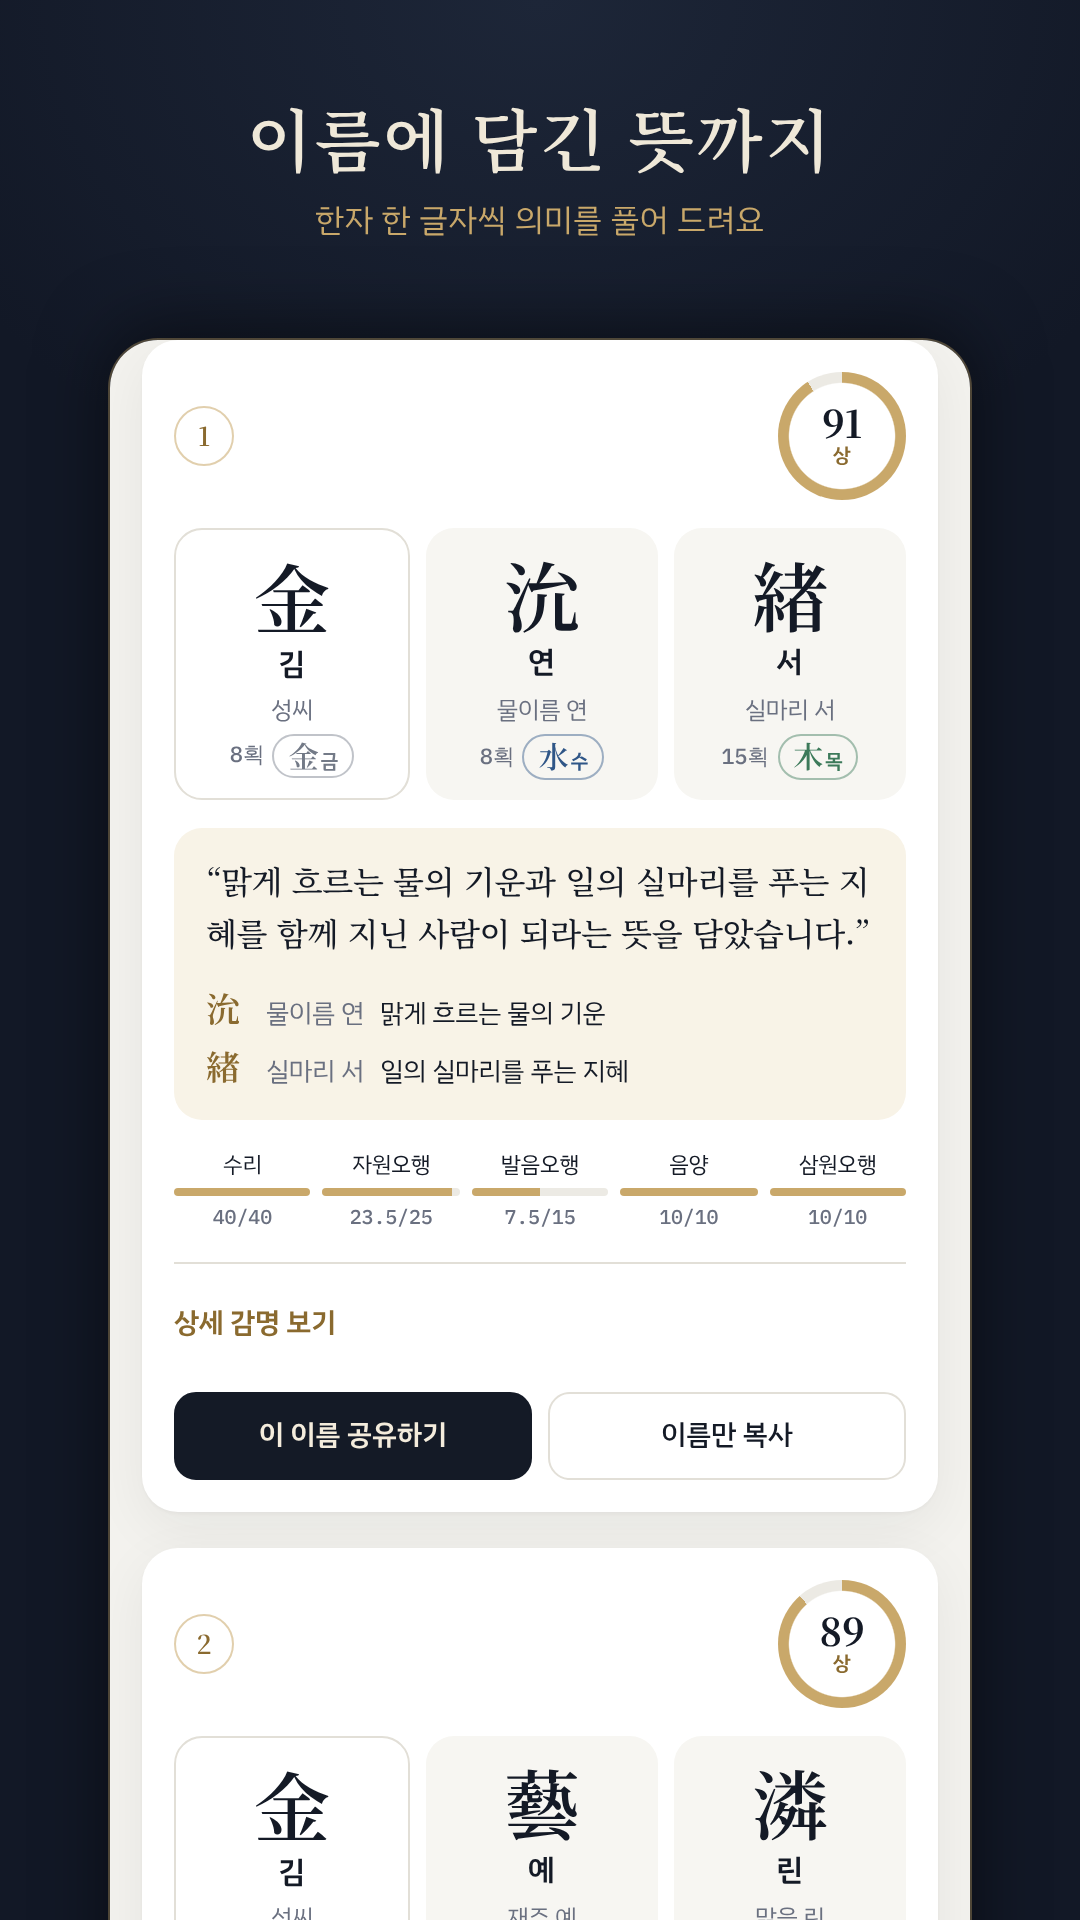 이름에 담긴 뜻까지
한자 한 글자씩 의미를 풀어 드려요
1
91
상
金
김
성씨
8획 金금
沇
연
물이름 연
8획 水수
緖
서
실마리 서
15획 木목
“맑게 흐르는 물의 기운과 일의 실마리를 푸는 지
혜를 함께 지닌 사람이 되라는 뜻을 담았습니다.”
沇 물이름 연 맑게 흐르는 물의 기운
緖 실마리 서 일의 실마리를 푸는 지혜
수리 자원오행 발음오행 음양 삼원오행
40/40 23.5/25 7.5/15 10/10 10/10
상세 감명 보기
이 이름 공유하기
이름만 복사
2
89
상
金
김
성씨
藝
예
재주 예
潾
린
맑을 린